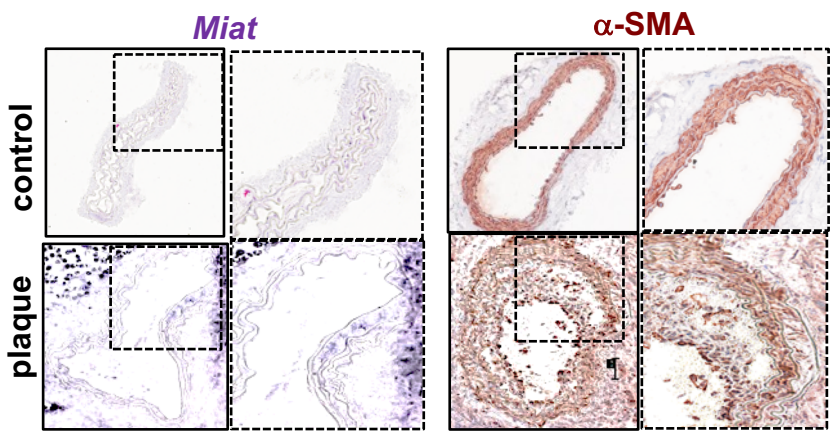 Miat
α-SMA
control
plaque